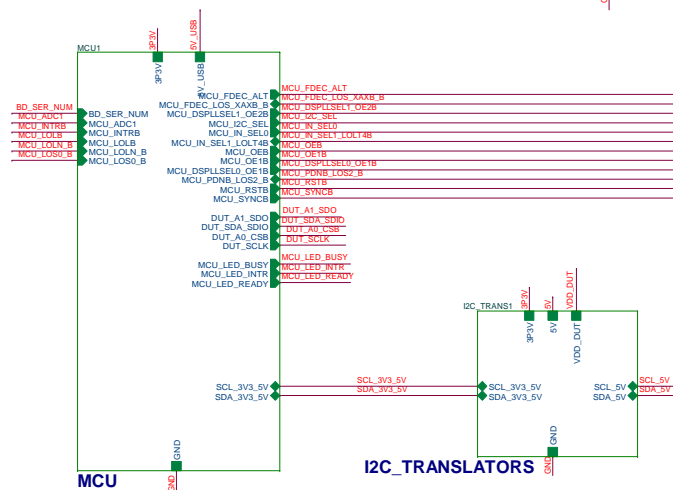 MCU1
3P3V
5V_USB
3P3V
5V_USB
BD_SER_NUM
MCU_ADC1
MCU_INTRB
MCU_LOLB
MCU_LOLN_B
MCU_LOS0_B
BD_SER_NUM
MCU_ADC1
MCU_INTRB
MCU_LOLB
MCU_LOLN_B
MCU_LOS0_B
MCU_FDEC_ALT
MCU_FDEC_LOS_XAXB_B
MCU_DSPLLSEL1_OE2B
MCU_I2C_SEL
MCU_IN_SEL0
MCU_IN_SEL1_LOLT4B
MCU_OEB
MCU_OE1B
MCU_DSPLLSEL0_OE1B
MCU_PDNB_LOS2_B
MCU_RSTB
MCU_SYNCB
MCU_FDEC_ALT
MCU_FDEC_LOS_XAXB_B
MCU_DSPLLSEL1_OE2B
MCU_I2C_SEL
MCU_IN_SEL0
MCU_IN_SEL1_LOLT4B
MCU_OEB
MCU_OE1B
MCU_DSPLLSEL0_OE1B
MCU_PDNB_LOS2_B
MCU_RSTB
MCU_SYNCB
DUT_A1_SDO
DUT_SDA_SDIO
DUT_A0_CSB
DUT_SCLK
DUT_A1_SDO
DUT_SDA_SDIO
DUT_A0_CSB
DUT_SCLK
MCU_LED_BUSY
MCU_LED_INTR
MCU_LED_READY
MCU_LED_BUSY
MCU_LED_INTR
MCU_LED_READY
SCL_3V3_5V
SDA_3V3_5V
SCL_3V3_5V
SDA_3V3_5V
GND
GND
MCU
I2C_TRANS1
3P3V
5V
VDD_DUT
3P3V
5V
VDD_DUT
SCL_3V3_5V
SDA_3V3_5V
SCL_5V
SDA_5V
SCL_5V
SDA_5V
GND
GND
I2C_TRANSLATORS